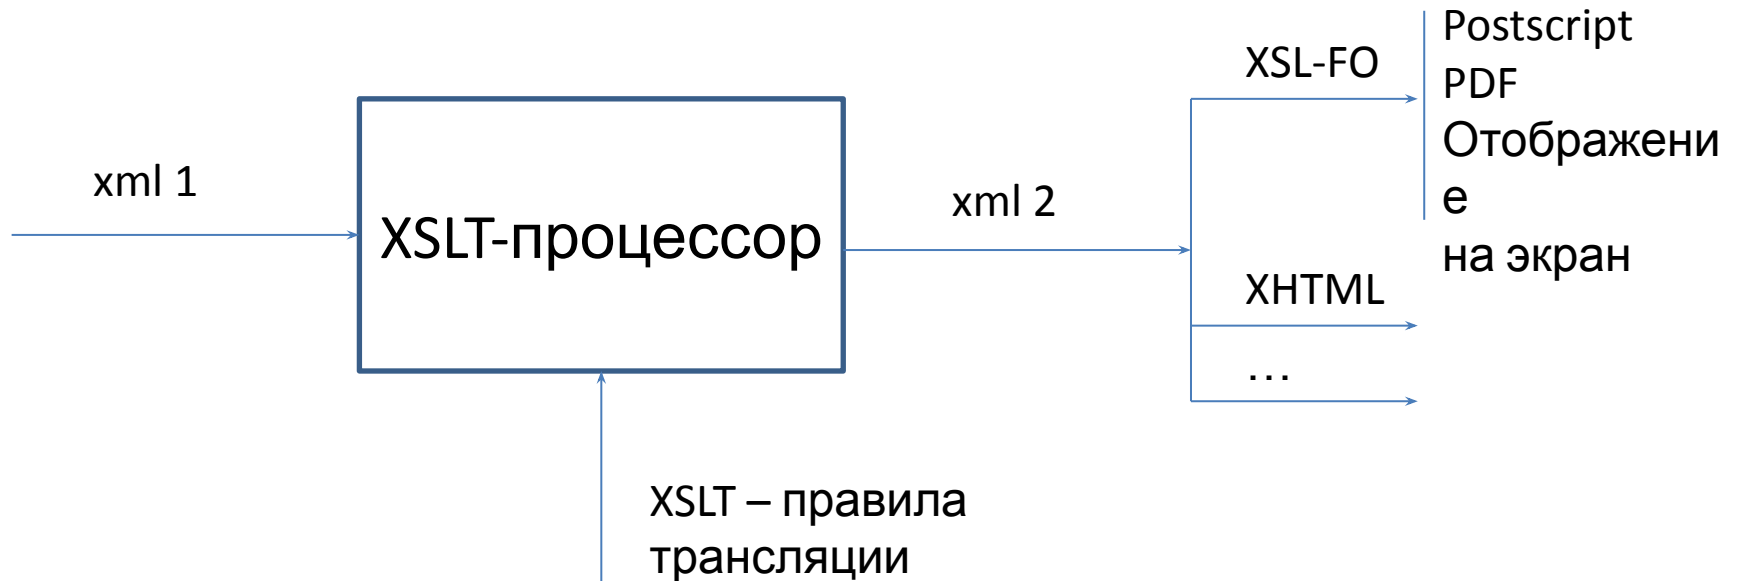 xml 1
XSLT-процессор
XSLT – правила
трансляции
xml 2
XSL-FO
Postscript
PDF
Отображени
е
на экран
XHTML
…